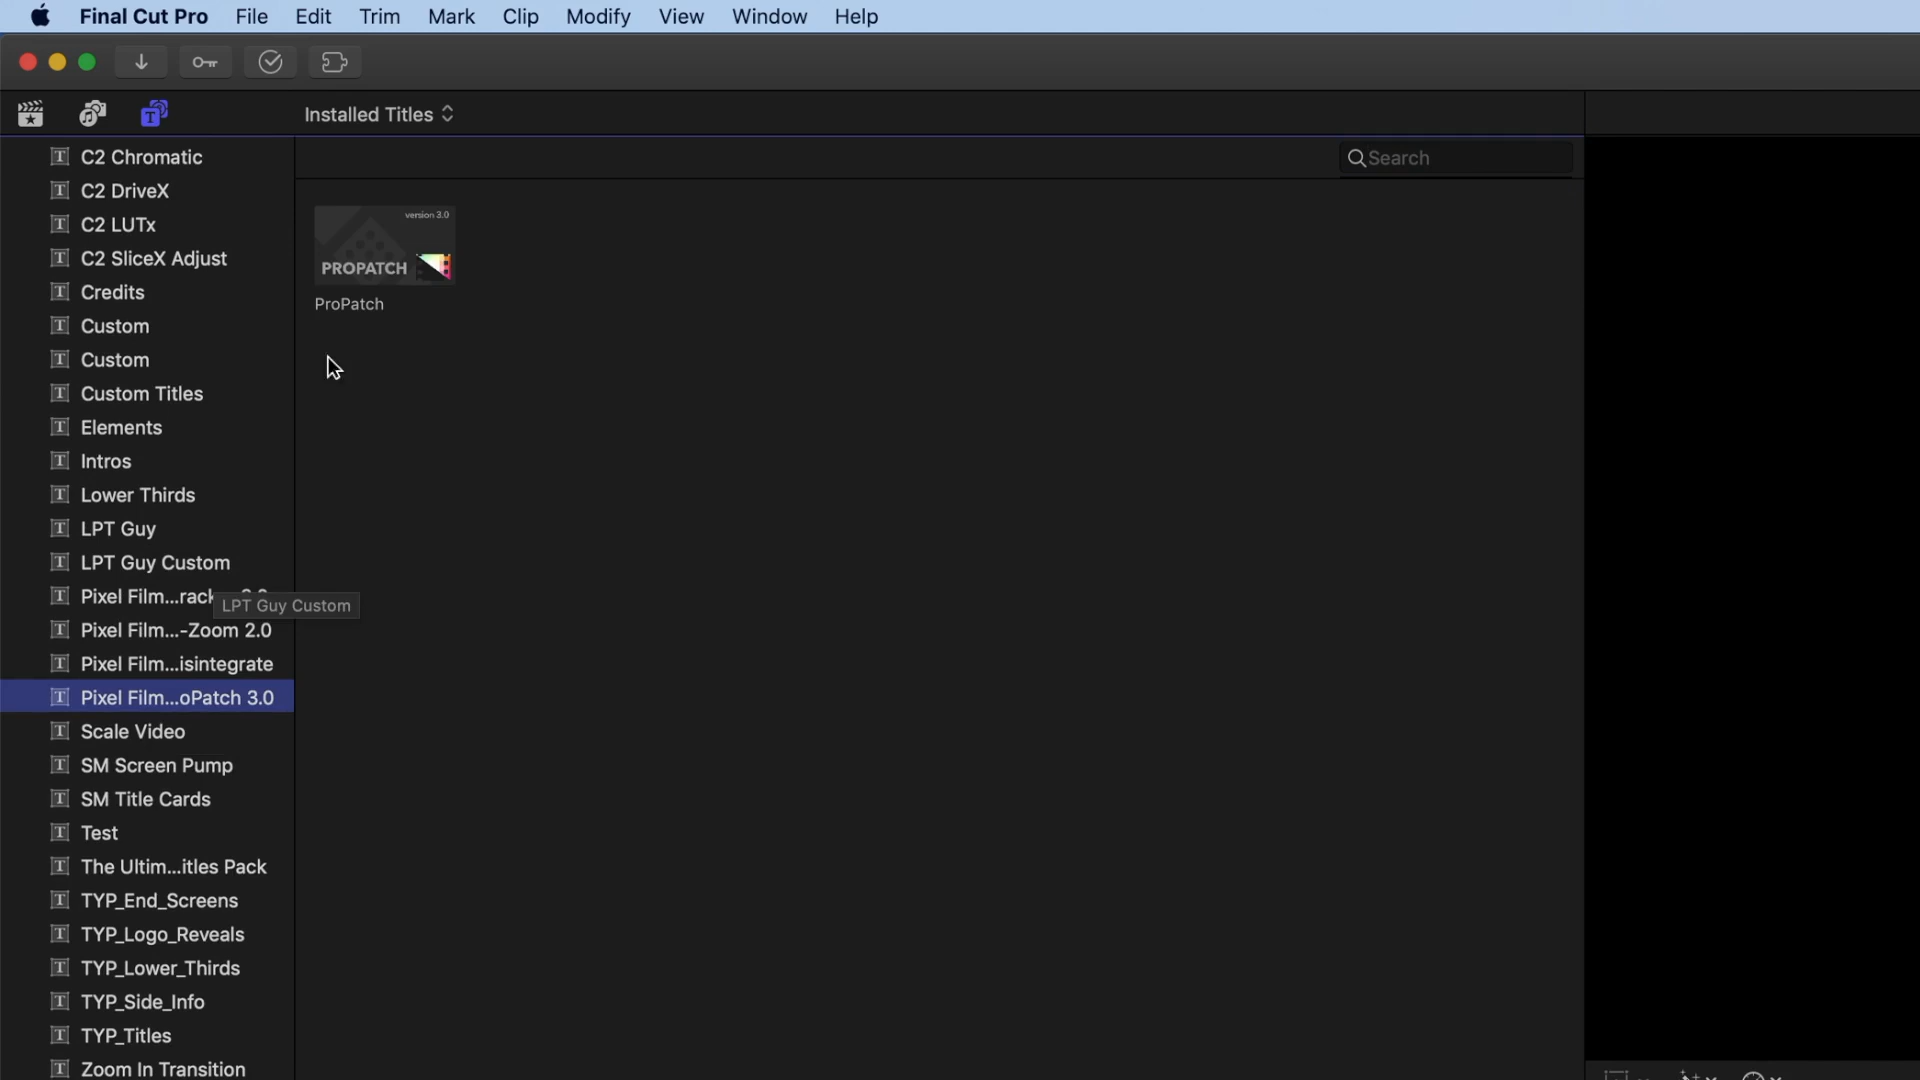 Final Cut Pro File Edit Trim Mark Clip Modify View Window Help
Installed Titles
Search
C2 Chromatic
C2 DriveX
C2 LUTx
C2 SliceX Adjust
Credits
Custom
Custom
Custom Titles
Elements
Intros
Lower Thirds
LPT Guy
LPT Guy Custom
Pixel Film...rack
LPT Guy Custom
Pixel Film...-Zoom 2.0
Pixel Film...isintegrate
Pixel Film...oPatch 3.0
Scale Video
SM Screen Pump
SM Title Cards
Test
The Ultim...itles Pack
TYP_End_Screens
TYP_Logo_Reveals
TYP_Lower_Thirds
TYP_Side_Info
TYP_Titles
Zoom In Transition
version 3.0
PROPATCH
ProPatch